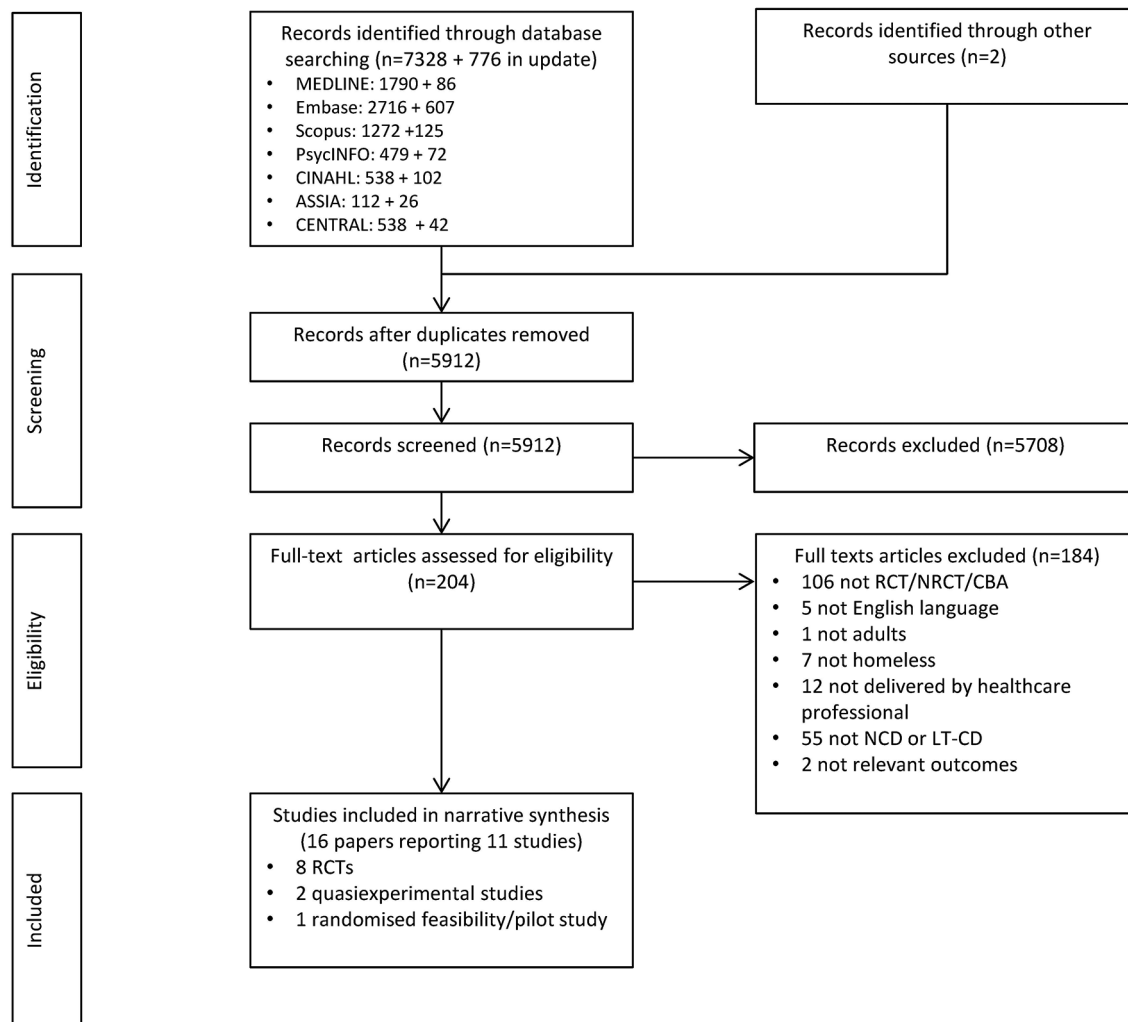 Identification
Records identified through database
searching (n=7328 + 776 in update)
• MEDLINE: 1790 + 86
• Embase: 2716 + 607
• Scopus: 1272 +125
• PsycINFO: 479 + 72
• CINAHL: 538 + 102
• ASSIA: 112 + 26
• CENTRAL: 538 + 42
Records identified through other
sources (n=2)
Screening
Records after duplicates removed
(n=5912)
Records screened (n=5912)
Records excluded (n=5708)
Eligibility
Full-text articles assessed for eligibility
(n=204)
Full texts articles excluded (n=184)
• 106 not RCT/NRCT/CBA
• 5 not English language
• 1 not adults
• 7 not homeless
• 12 not delivered by healthcare
professional
• 55 not NCD or LT-CD
• 2 not relevant outcomes
Included
Studies included in narrative synthesis
(16 papers reporting 11 studies)
• 8 RCTs
• 2 quasiexperimental studies
• 1 randomised feasibility/pilot study